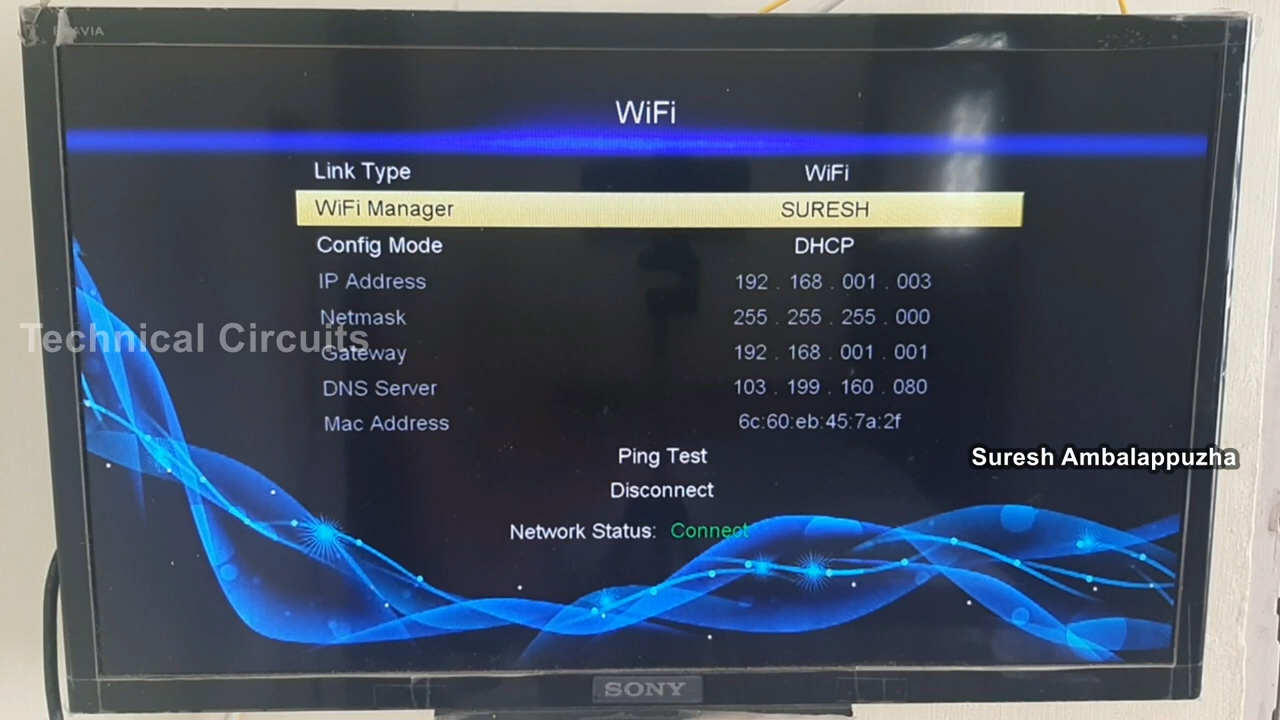 WiFi
Link Type WiFi
WiFi Manager SURESH
Config Mode DHCP
IP Address 192 . 168 . 001 . 003
Netmask 255 . 255 . 255 . 000
Technical Circuits
Gateway 192 . 168 . 001 . 001
DNS Server 103 . 199 . 160 . 080
Mac Address 6c:60:eb:45:7a:2f
Ping Test
Suresh Ambalappuzha
Disconnect
Network Status: Connect
SONY